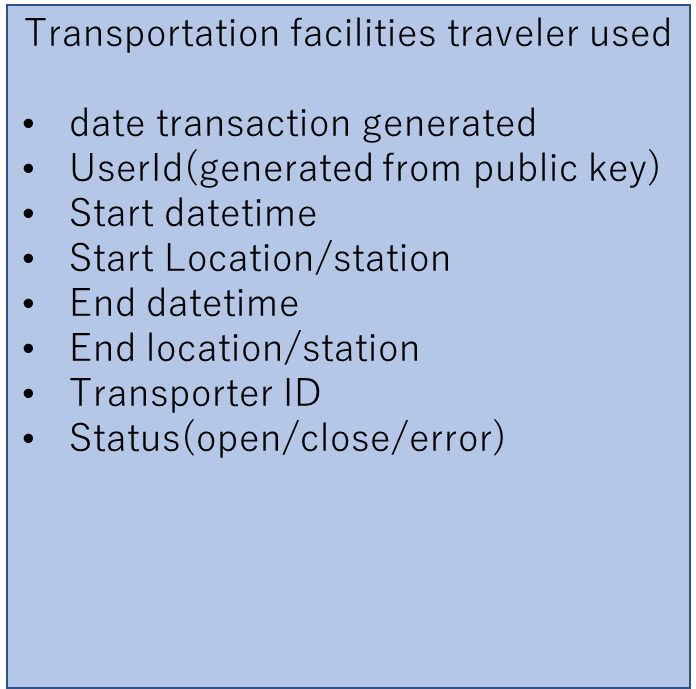 Transportation facilities traveler used
• date transaction generated
• UserId(generated from public key)
• Start datetime
• Start Location/station
• End datetime
• End location/station
• Transporter ID
• Status(open/close/error)